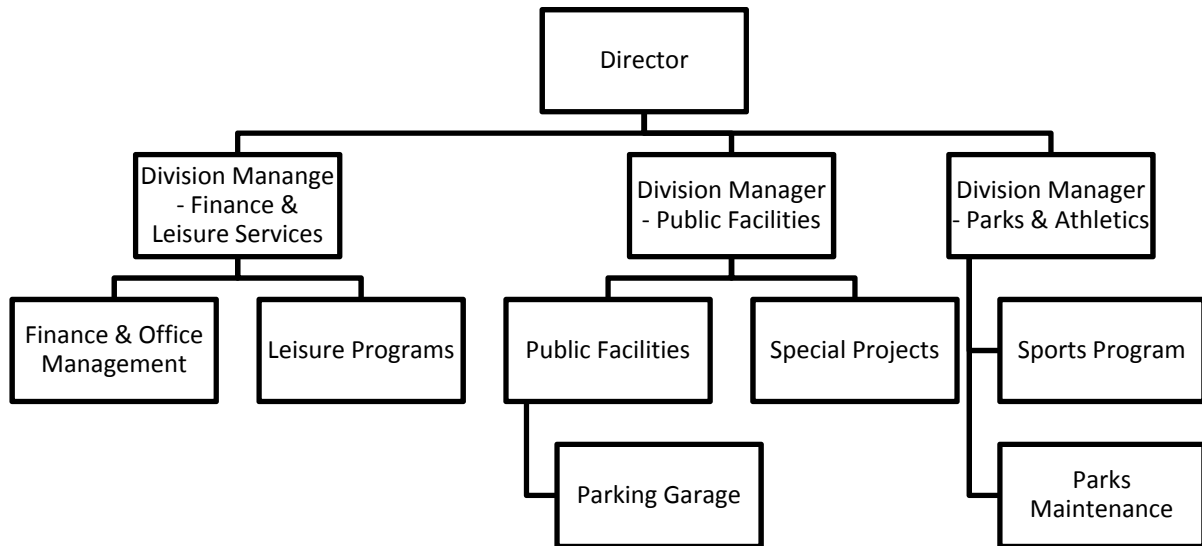 Director
Division Manange
- Finance &
Leisure Services
Division Manager
- Public Facilities
Division Manager
- Parks & Athletics
Finance & Office
Management
Leisure Programs
Public Facilities
Special Projects
Sports Program
Parking Garage
Parks
Maintenance